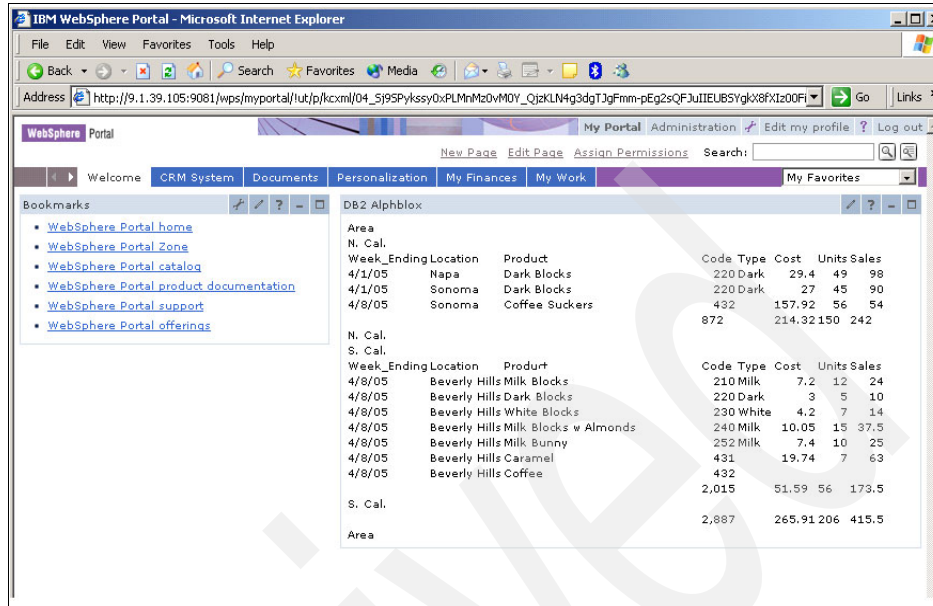 IBM WebSphere Portal - Microsoft Internet Explorer
File Edit View Favorites Tools Help
Back Search Favorites Media
Address http://9.1.39.105:9081/wps/myportal/!ut/p/ Go Links
WebSphere Portal
My Portal Administration Edit my profile ? Log out
New Page Edit Page Assign Permissions Search:
Welcome CRM System Documents Personalization My Finances My Work My Favorites
Bookmarks
WebSphere Portal home
WebSphere Portal Zone
WebSphere Portal catalog
WebSphere Portal product documentation
WebSphere Portal support
WebSphere Portal offerings
DB2 Alphblox
Area
N. Cal.
Week_Ending Location Product Code Type Cost Units Sales
4/1/05 Napa Dark Blocks 220 Dark 29.4 49 98
4/1/05 Sonoma Dark Blocks 220 Dark 27 45 90
4/8/05 Sonoma Coffee Suckers 432 157.92 56 54
872 214.32 150 242
N. Cal.
S. Cal.
Week_Ending Location Product Code Type Cost Units Sales
4/8/05 Beverly Hills Milk Blocks 210 Milk 7.2 12 24
4/8/05 Beverly Hills Dark Blocks 220 Dark 3 5 10
4/8/05 Beverly Hills White Blocks 230 White 4.2 7 14
4/8/05 Beverly Hills Milk Blocks w Almonds 240 Milk 10.05 15 37.5
4/8/05 Beverly Hills Milk Bunny 252 Milk 7.4 10 25
4/8/05 Beverly Hills Caramel 431 19.74 7 63
4/8/05 Beverly Hills Coffee 432
2,015 51.59 56 173.5
S. Cal.
2,887 265.91 206 415.5
Area